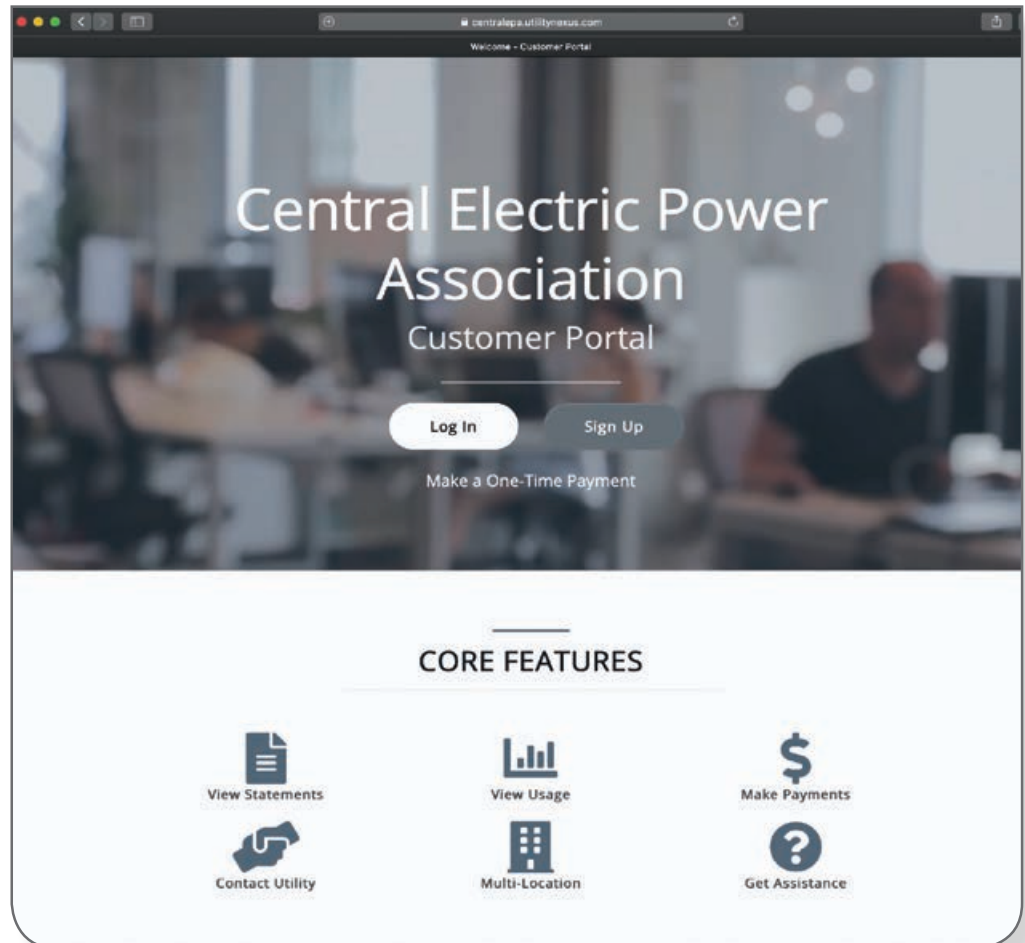 centralepa.utilitynexus.com
Welcome – Customer Portal
Central Electric Power
Association
Customer Portal
Log In
Sign Up
Make a One-Time Payment
CORE FEATURES
View Statements
View Usage
Make Payments
Contact Utility
Multi-Location
Get Assistance